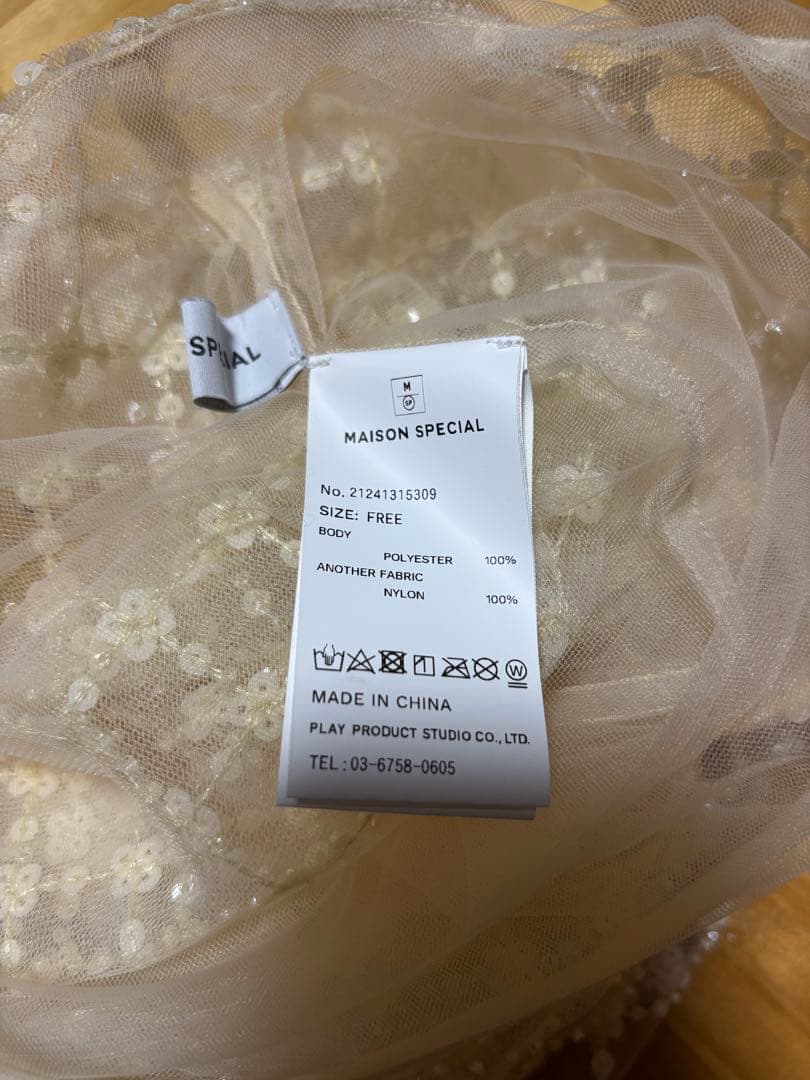 SPECIAL
M
SP
MAISON SPECIAL
No. 21241315309
SIZE: FREE
BODY
POLYESTER 100%
ANOTHER FABRIC
NYLON 100%
W
MADE IN CHINA
PLAY PRODUCT STUDIO CO., LTD.
TEL : 03-6758-0605